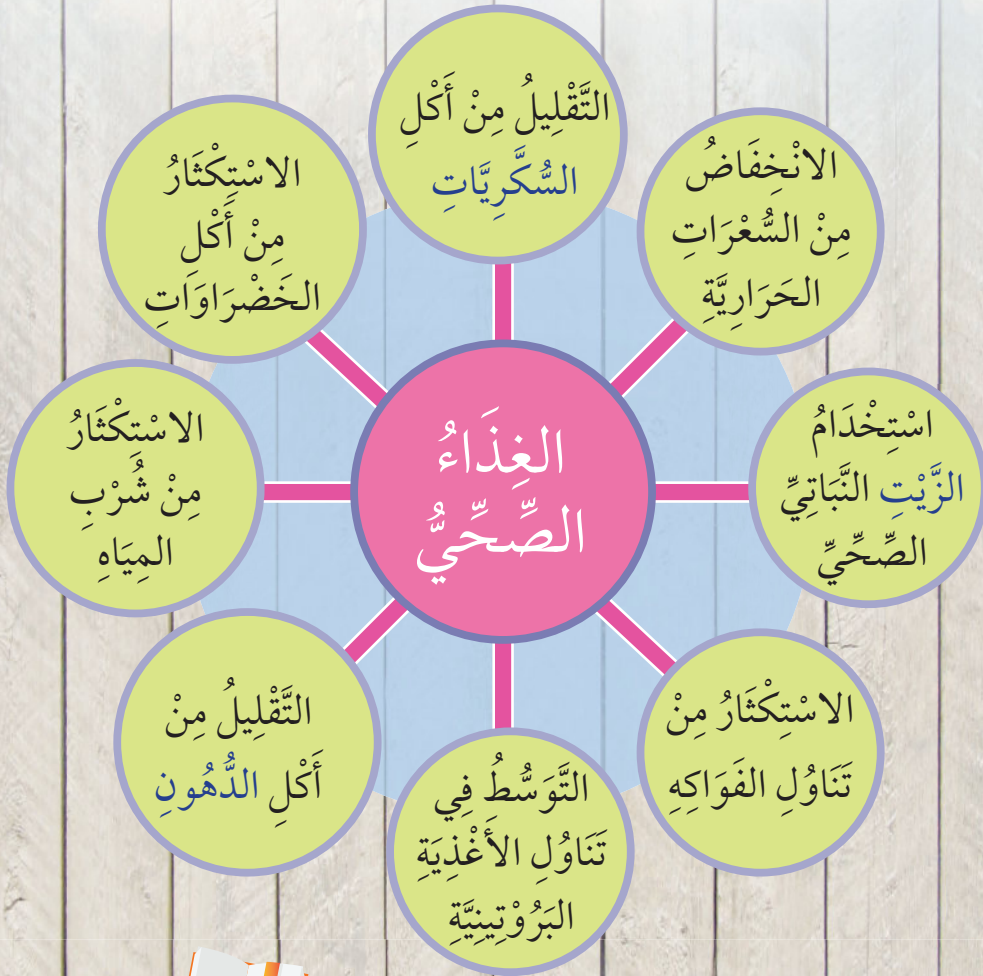 الغِذَاءُ
الصِّحِّيُّ
التَّقْلِيلُ مِنْ أَكْلِ
السُّكَّرِيَّاتِ
الانْخِفَاضُ
مِنْ السُّعْرَاتِ
الحَرَارِيَّةِ
اسْتِخْدَامُ
الزَّيْتِ النَّبَاتِيِّ
الصِّحِّيِّ
الاسْتِكْثَارُ مِنْ
تَنَاوُلِ الفَوَاكِهِ
التَّوَسُّطُ فِي
تَنَاوُلِ الأَغْذِيَةِ
البَرُوْتِينِيَّةِ
التَّقْلِيلُ مِنْ
أَكْلِ الدُّهُونِ
الاسْتِكْثَارُ
مِنْ شُرْبِ
المِيَاهِ
الاسْتِكْثَارُ
مِنْ أَكْلِ
الخَضْرَاوَاتِ